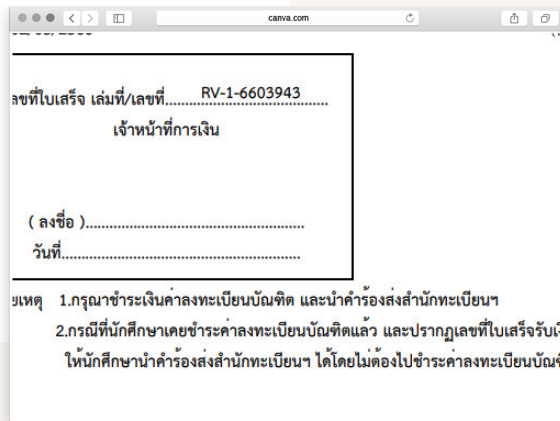 canva.com
ลขที่ใบเสร็จ เล่มที่/เลขที่.........RV-1-6603943.......
เจ้าหน้าที่การเงิน
( ลงชื่อ ).......................................................
วันที่............................................................
ยเหตุ 1.กรุณาชำระเงินค่าลงทะเบียนบัณฑิต และนำคำร้องส่งสำนักทะเบียนฯ
2.กรณีที่นักศึกษาเคยชำระค่าลงทะเบียนบัณฑิตแล้ว และปรากฏเลขที่ใบเสร็จรับเงิ
ให้นักศึกษานำคำร้องส่งสำนักทะเบียนฯ ได้โดยไม่ต้องไปชำระค่าลงทะเบียนบัณฑิ